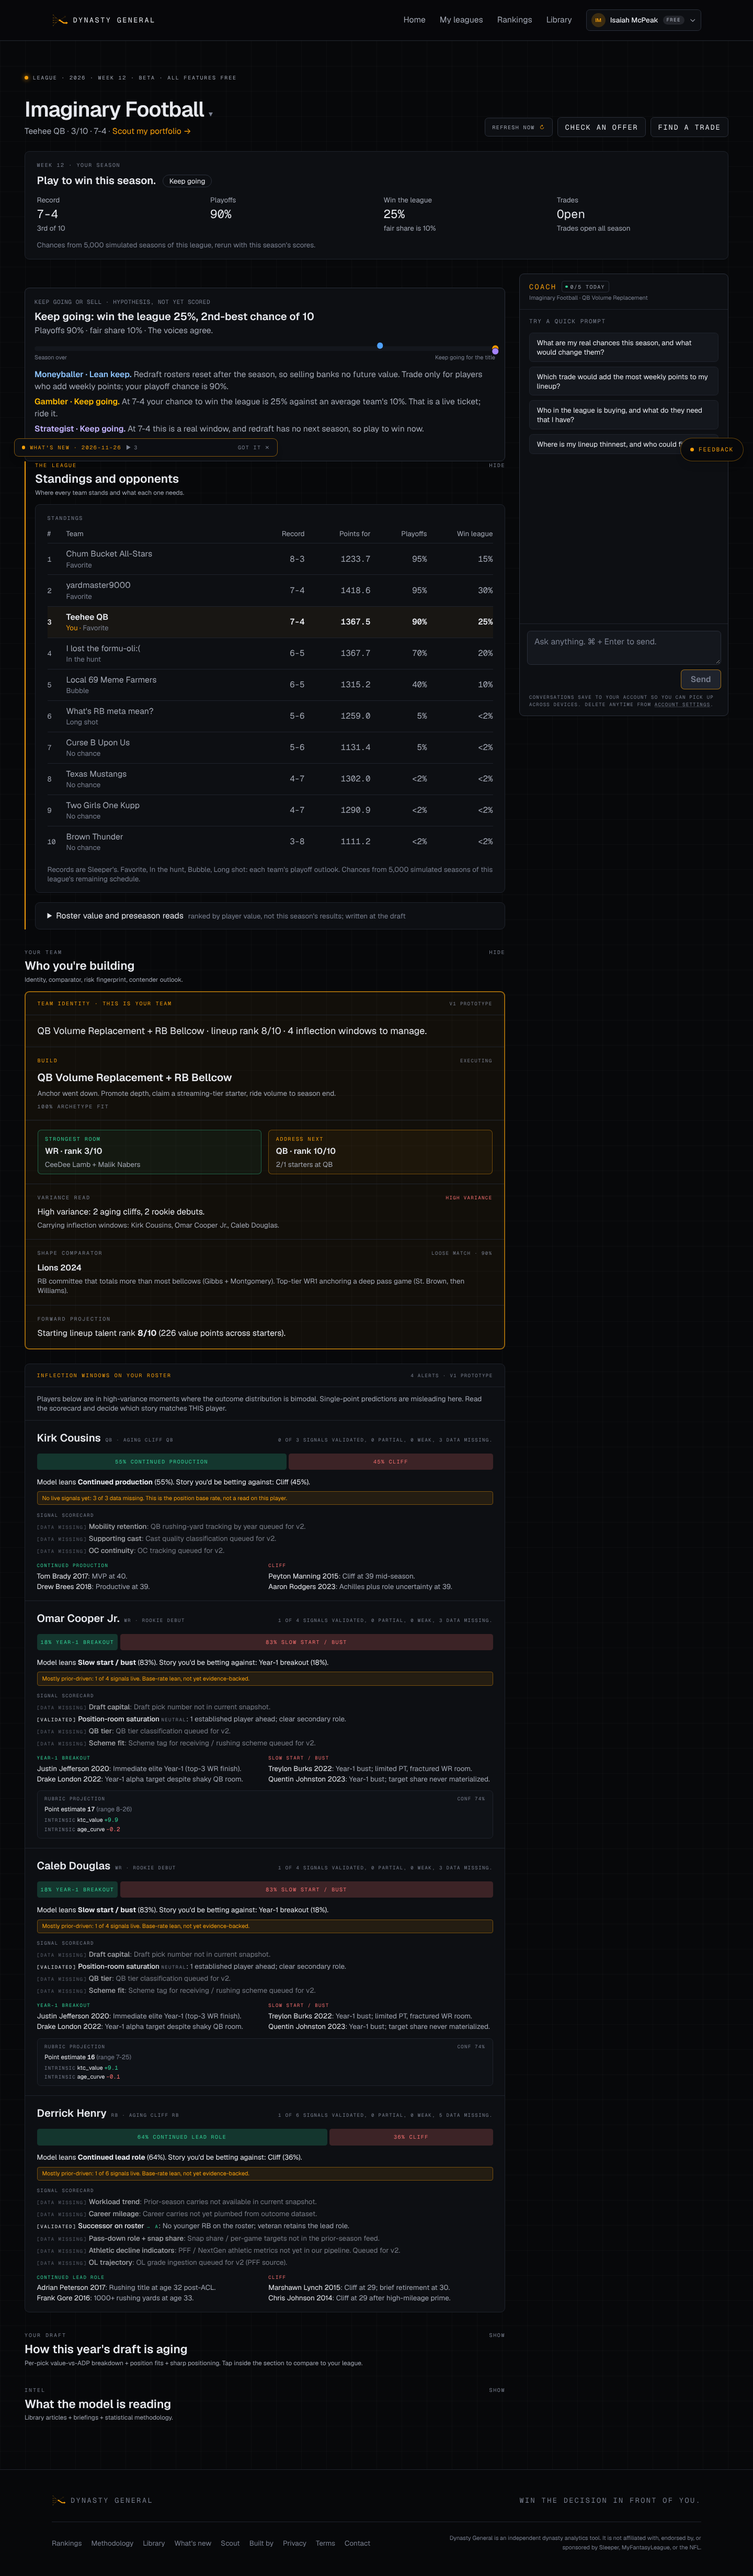 DYNASTY GENERAL
Home My leagues Rankings Library
IM Isaiah McPeak FREE
LEAGUE · 2026 · WEEK 12 · BETA · ALL FEATURES FREE
Imaginary Football ▾
Teehee QB · 3/10 · 7-4 · Scout my portfolio →
REFRESH NOW CHECK AN OFFER FIND A TRADE
WEEK 12 · YOUR SEASON
Play to win this season. Keep going
Record Playoffs Win the league Trades
7-4 90% 25% Open
3rd of 10 fair share is 10% Trades open all season
Chances from 5,000 simulated seasons of this league, rerun with this season's scores.
KEEP GOING OR SELL · HYPOTHESIS, NOT YET SCORED
Keep going: win the league 25%, 2nd-best chance of 10
Playoffs 90% · fair share 10% · The voices agree.
Season over Keep going for the title
Moneyballer · Lean keep. Redraft rosters reset after the season, so selling banks no future value. Trade only for players who add weekly points; your playoff chance is 90%.
Gambler · Keep going. At 7-4 your chance to win the league is 25% against an average team's 10%. That is a live ticket; ride it.
Strategist · Keep going. At 7-4 this is a real window, and redraft has no next season, so play to win now.
WHAT'S NEW · 2026-11-26 ▶ 3 GOT IT ×
COACH 0/5 TODAY
Imaginary Football · QB Volume Replacement
TRY A QUICK PROMPT
What are my real chances this season, and what would change them?
Which trade would add the most weekly points to my lineup?
Who in the league is buying, and what do they need that I have?
Where is my lineup thinnest, and who could
FEEDBACK
Ask anything. ⌘ + Enter to send.
Send
CONVERSATIONS SAVE TO YOUR ACCOUNT SO YOU CAN PICK UP ACROSS DEVICES. DELETE ANYTIME FROM ACCOUNT SETTINGS.
THE LEAGUE HIDE
Standings and opponents
Where every team stands and what each one needs.
STANDINGS
# Team Record Points for Playoffs Win league
1 Chum Bucket All-Stars 8-3 1233.7 95% 15%
Favorite
2 yardmaster9000 7-4 1418.6 95% 30%
Favorite
3 Teehee QB 7-4 1367.5 90% 25%
You · Favorite
4 I lost the formu-oli:( 6-5 1367.7 70% 20%
In the hunt
5 Local 69 Meme Farmers 6-5 1315.2 40% 10%
Bubble
6 What's RB meta mean? 5-6 1259.0 5% <2%
Long shot
7 Curse B Upon Us 5-6 1131.4 5% <2%
No chance
8 Texas Mustangs 4-7 1302.0 <2% <2%
No chance
9 Two Girls One Kupp 4-7 1290.9 <2% <2%
No chance
10 Brown Thunder 3-8 1111.2 <2% <2%
No chance
Records are Sleeper's. Favorite, In the hunt, Bubble, Long shot: each team's playoff outlook. Chances from 5,000 simulated seasons of this league's remaining schedule.
▶ Roster value and preseason reads ranked by player value, not this season's results; written at the draft
YOUR TEAM HIDE
Who you're building
Identity, comparator, risk fingerprint, contender outlook.
TEAM IDENTITY · THIS IS YOUR TEAM V1 PROTOTYPE
QB Volume Replacement + RB Bellcow · lineup rank 8/10 · 4 inflection windows to manage.
BUILD EXECUTING
QB Volume Replacement + RB Bellcow
Anchor went down. Promote depth, claim a streaming-tier starter, ride volume to season end.
100% ARCHETYPE FIT
STRONGEST ROOM
WR · rank 3/10
CeeDee Lamb + Malik Nabers
ADDRESS NEXT
QB · rank 10/10
2/1 starters at QB
VARIANCE READ HIGH VARIANCE
High variance: 2 aging cliffs, 2 rookie debuts.
Carrying inflection windows: Kirk Cousins, Omar Cooper Jr., Caleb Douglas.
SHAPE COMPARATOR LOOSE MATCH · 90%
Lions 2024
RB committee that totals more than most bellcows (Gibbs + Montgomery). Top-tier WR1 anchoring a deep pass game (St. Brown, then Williams).
FORWARD PROJECTION
Starting lineup talent rank 8/10 (226 value points across starters).
INFLECTION WINDOWS ON YOUR ROSTER 4 ALERTS · V1 PROTOTYPE
Players below are in high-variance moments where the outcome distribution is bimodal. Single-point predictions are misleading here. Read the scorecard and decide which story matches THIS player.
Kirk Cousins QB · AGING CLIFF QB 0 OF 3 SIGNALS VALIDATED, 0 PARTIAL, 0 WEAK, 3 DATA MISSING.
55% CONTINUED PRODUCTION 45% CLIFF
Model leans Continued production (55%). Story you'd be betting against: Cliff (45%).
No live signals yet: 3 of 3 data missing. This is the position base rate, not a read on this player.
SIGNAL SCORECARD
[DATA MISSING] Mobility retention: QB rushing-yard tracking by year queued for v2.
[DATA MISSING] Supporting cast: Cast quality classification queued for v2.
[DATA MISSING] OC continuity: OC tracking queued for v2.
CONTINUED PRODUCTION
Tom Brady 2017: MVP at 40.
Drew Brees 2018: Productive at 39.
CLIFF
Peyton Manning 2015: Cliff at 39 mid-season.
Aaron Rodgers 2023: Achilles plus role uncertainty at 39.
Omar Cooper Jr. WR · ROOKIE DEBUT 1 OF 4 SIGNALS VALIDATED, 0 PARTIAL, 0 WEAK, 3 DATA MISSING.
18% YEAR-1 BREAKOUT 83% SLOW START / BUST
Model leans Slow start / bust (83%). Story you'd be betting against: Year-1 breakout (18%).
Mostly prior-driven: 1 of 4 signals live. Base-rate lean, not yet evidence-backed.
SIGNAL SCORECARD
[DATA MISSING] Draft capital: Draft pick number not in current snapshot.
[VALIDATED] Position-room saturation NEUTRAL: 1 established player ahead; clear secondary role.
[DATA MISSING] QB tier: QB tier classification queued for v2.
[DATA MISSING] Scheme fit: Scheme tag for receiving / rushing scheme queued for v2.
YEAR-1 BREAKOUT
Justin Jefferson 2020: Immediate elite Year-1 (top-3 WR finish).
Drake London 2022: Year-1 alpha target despite shaky QB room.
SLOW START / BUST
Treylon Burks 2022: Year-1 bust; limited PT, fractured WR room.
Quentin Johnston 2023: Year-1 bust; target share never materialized.
RUBRIC PROJECTION CONF 74%
Point estimate 17 (range 8-26)
INTRINSIC ktc_value +9.9
INTRINSIC age_curve -0.2
Caleb Douglas WR · ROOKIE DEBUT 1 OF 4 SIGNALS VALIDATED, 0 PARTIAL, 0 WEAK, 3 DATA MISSING.
18% YEAR-1 BREAKOUT 83% SLOW START / BUST
Model leans Slow start / bust (83%). Story you'd be betting against: Year-1 breakout (18%).
Mostly prior-driven: 1 of 4 signals live. Base-rate lean, not yet evidence-backed.
SIGNAL SCORECARD
[DATA MISSING] Draft capital: Draft pick number not in current snapshot.
[VALIDATED] Position-room saturation NEUTRAL: 1 established player ahead; clear secondary role.
[DATA MISSING] QB tier: QB tier classification queued for v2.
[DATA MISSING] Scheme fit: Scheme tag for receiving / rushing scheme queued for v2.
YEAR-1 BREAKOUT
Justin Jefferson 2020: Immediate elite Year-1 (top-3 WR finish).
Drake London 2022: Year-1 alpha target despite shaky QB room.
SLOW START / BUST
Treylon Burks 2022: Year-1 bust; limited PT, fractured WR room.
Quentin Johnston 2023: Year-1 bust; target share never materialized.
RUBRIC PROJECTION CONF 74%
Point estimate 16 (range 7-25)
INTRINSIC ktc_value +9.1
INTRINSIC age_curve -0.1
Derrick Henry RB · AGING CLIFF RB 1 OF 6 SIGNALS VALIDATED, 0 PARTIAL, 0 WEAK, 5 DATA MISSING.
64% CONTINUED LEAD ROLE 36% CLIFF
Model leans Continued lead role (64%). Story you'd be betting against: Cliff (36%).
Mostly prior-driven: 1 of 6 signals live. Base-rate lean, not yet evidence-backed.
SIGNAL SCORECARD
[DATA MISSING] Workload trend: Prior-season carries not available in current snapshot.
[DATA MISSING] Career mileage: Career carries not yet plumbed from outcome dataset.
[VALIDATED] Successor on roster → A: No younger RB on the roster; veteran retains the lead role.
[DATA MISSING] Pass-down role + snap share: Snap share / per-game targets not in the prior-season feed.
[DATA MISSING] Athletic decline indicators: PFF / NextGen athletic metrics not yet in our pipeline. Queued for v2.
[DATA MISSING] OL trajectory: OL grade ingestion queued for v2 (PFF source).
CONTINUED LEAD ROLE
Adrian Peterson 2017: Rushing title at age 32 post-ACL.
Frank Gore 2016: 1000+ rushing yards at age 33.
CLIFF
Marshawn Lynch 2015: Cliff at 29; brief retirement at 30.
Chris Johnson 2014: Cliff at 29 after high-mileage prime.
YOUR DRAFT SHOW
How this year's draft is aging
Per-pick value-vs-ADP breakdown + position fits + sharp positioning. Tap inside the section to compare to your league.
INTEL SHOW
What the model is reading
Library articles + briefings + statistical methodology.
DYNASTY GENERAL WIN THE DECISION IN FRONT OF YOU.
Rankings Methodology Library What's new Scout Built by Privacy Terms Contact
Dynasty General is an independent dynasty analytics tool. It is not affiliated with, endorsed by, or sponsored by Sleeper, MyFantasyLeague, or the NFL.